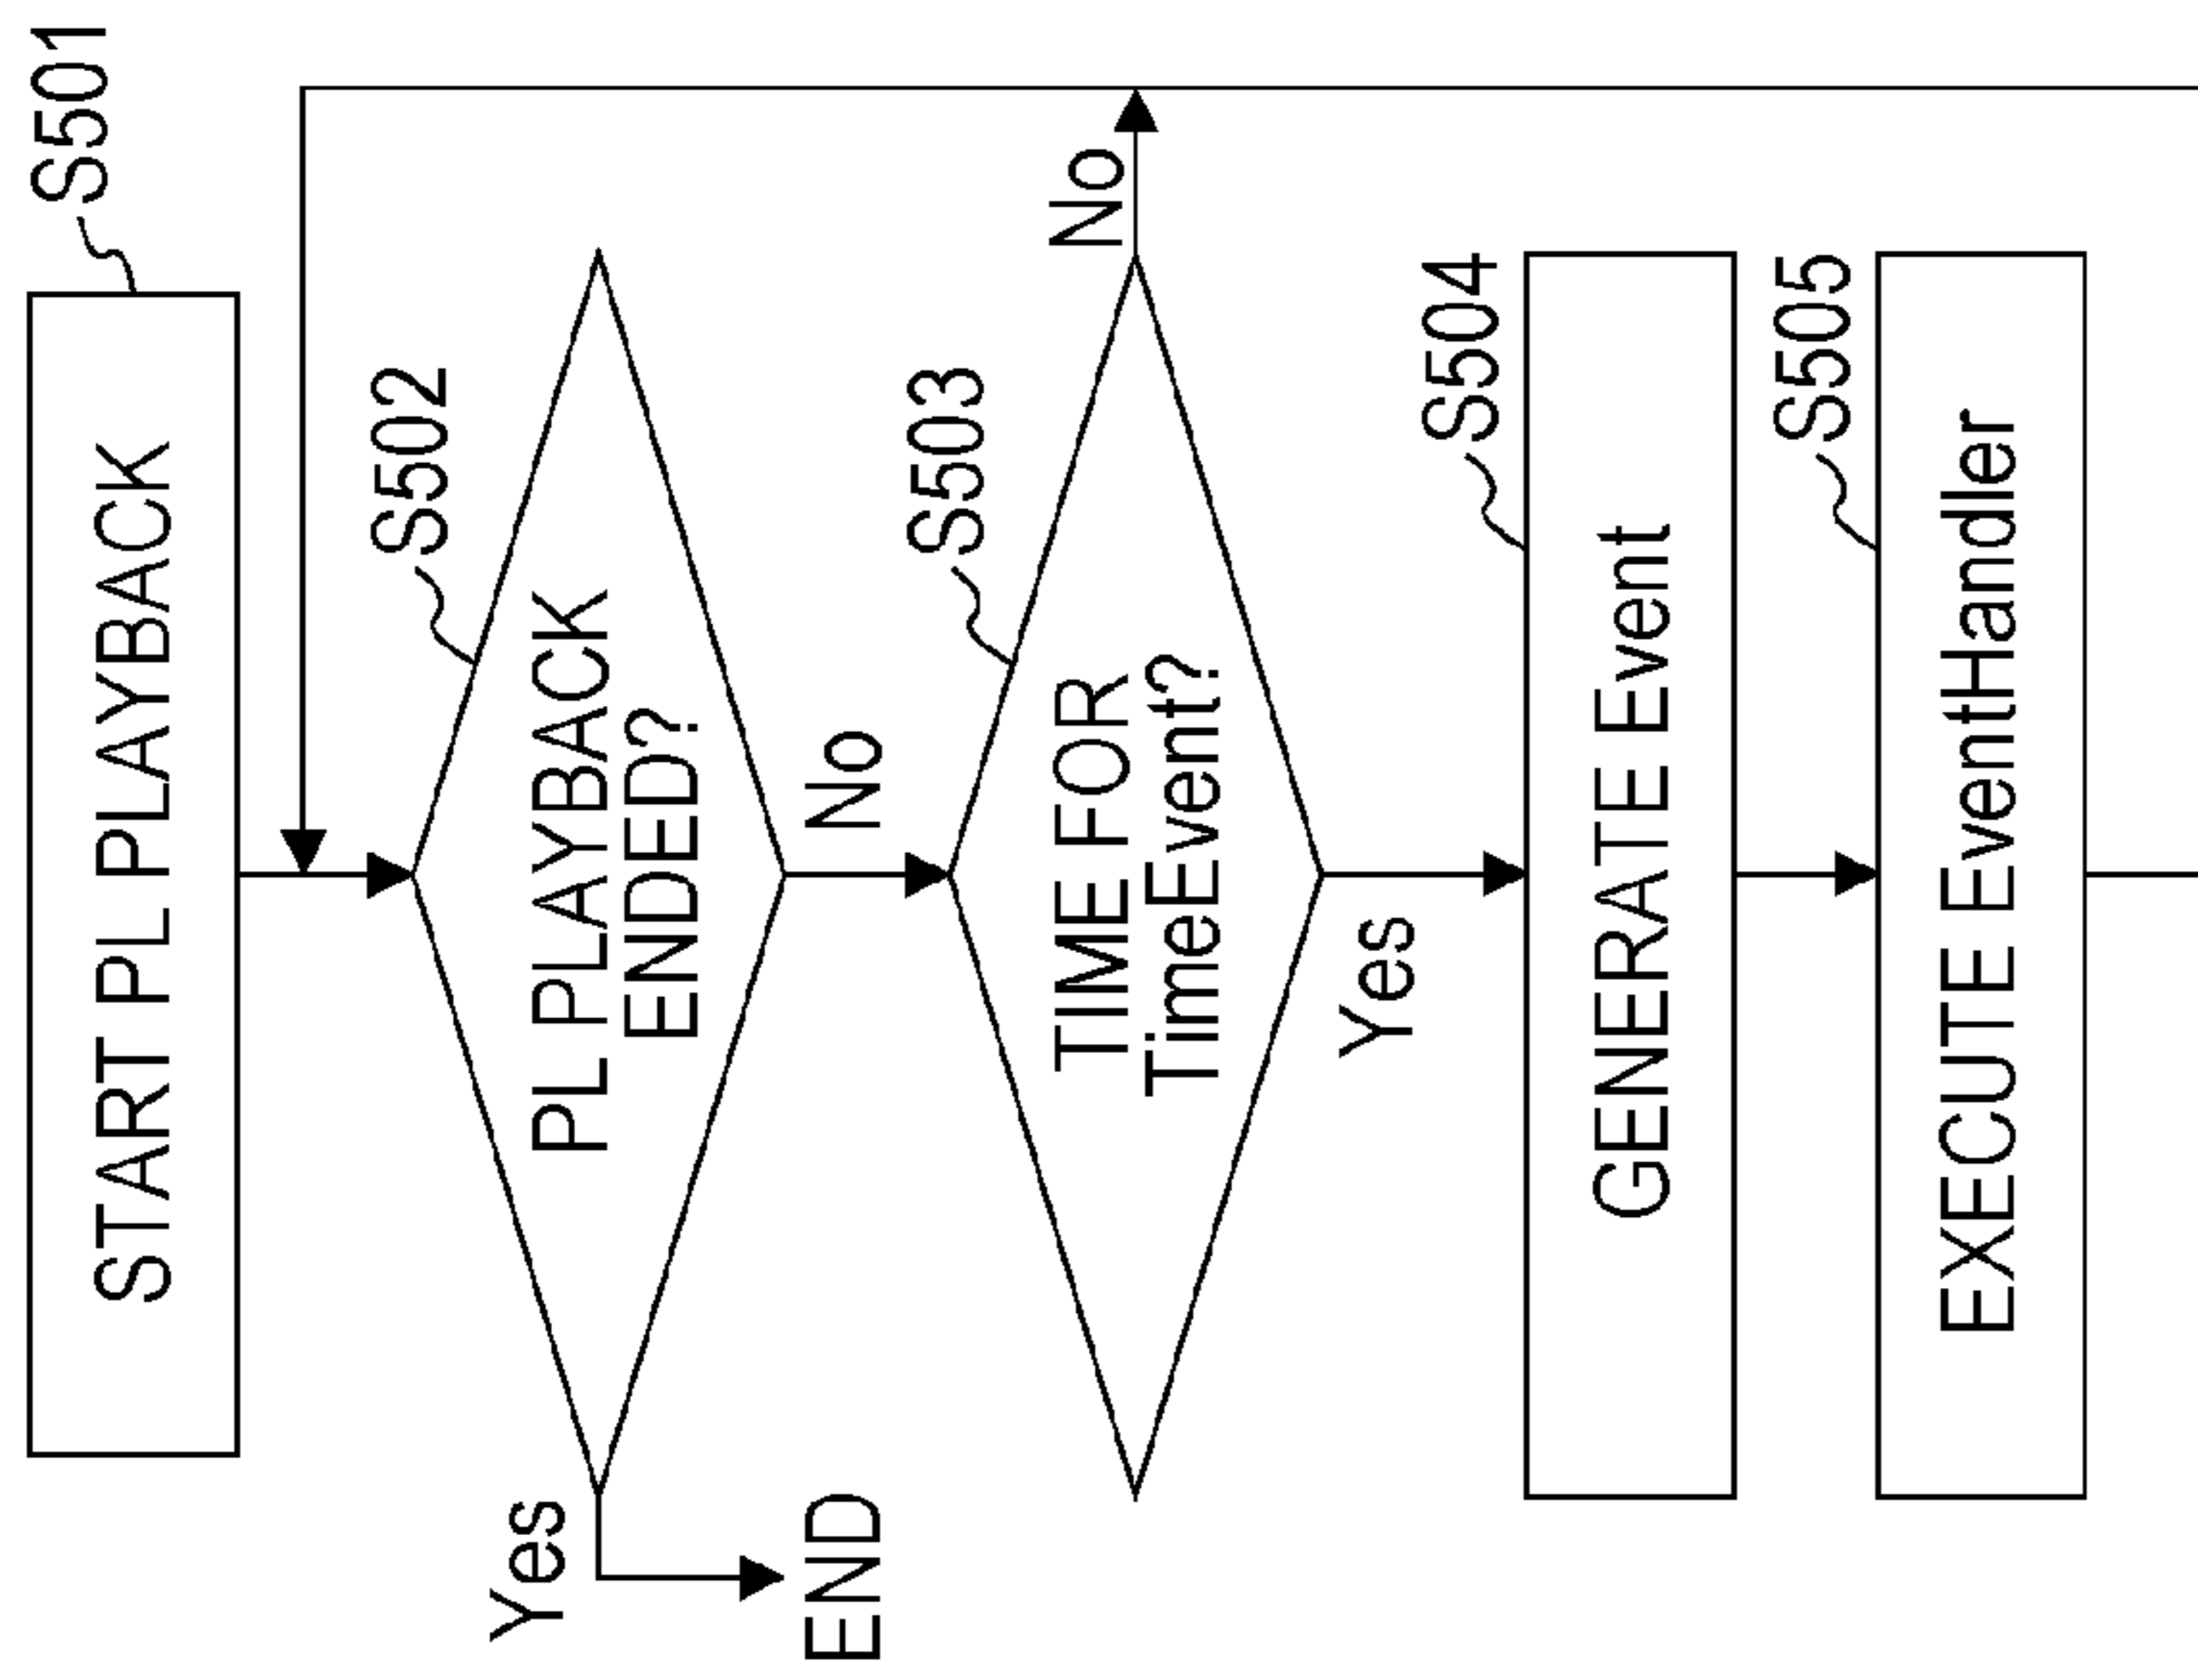 S501
START PL PLAYBACK
S502
PL PLAYBACK
ENDED?
Yes
No
END
S503
TIME FOR
TimeEvent?
No
Yes
S504
GENERATE Event
S505
EXECUTE EventHandler